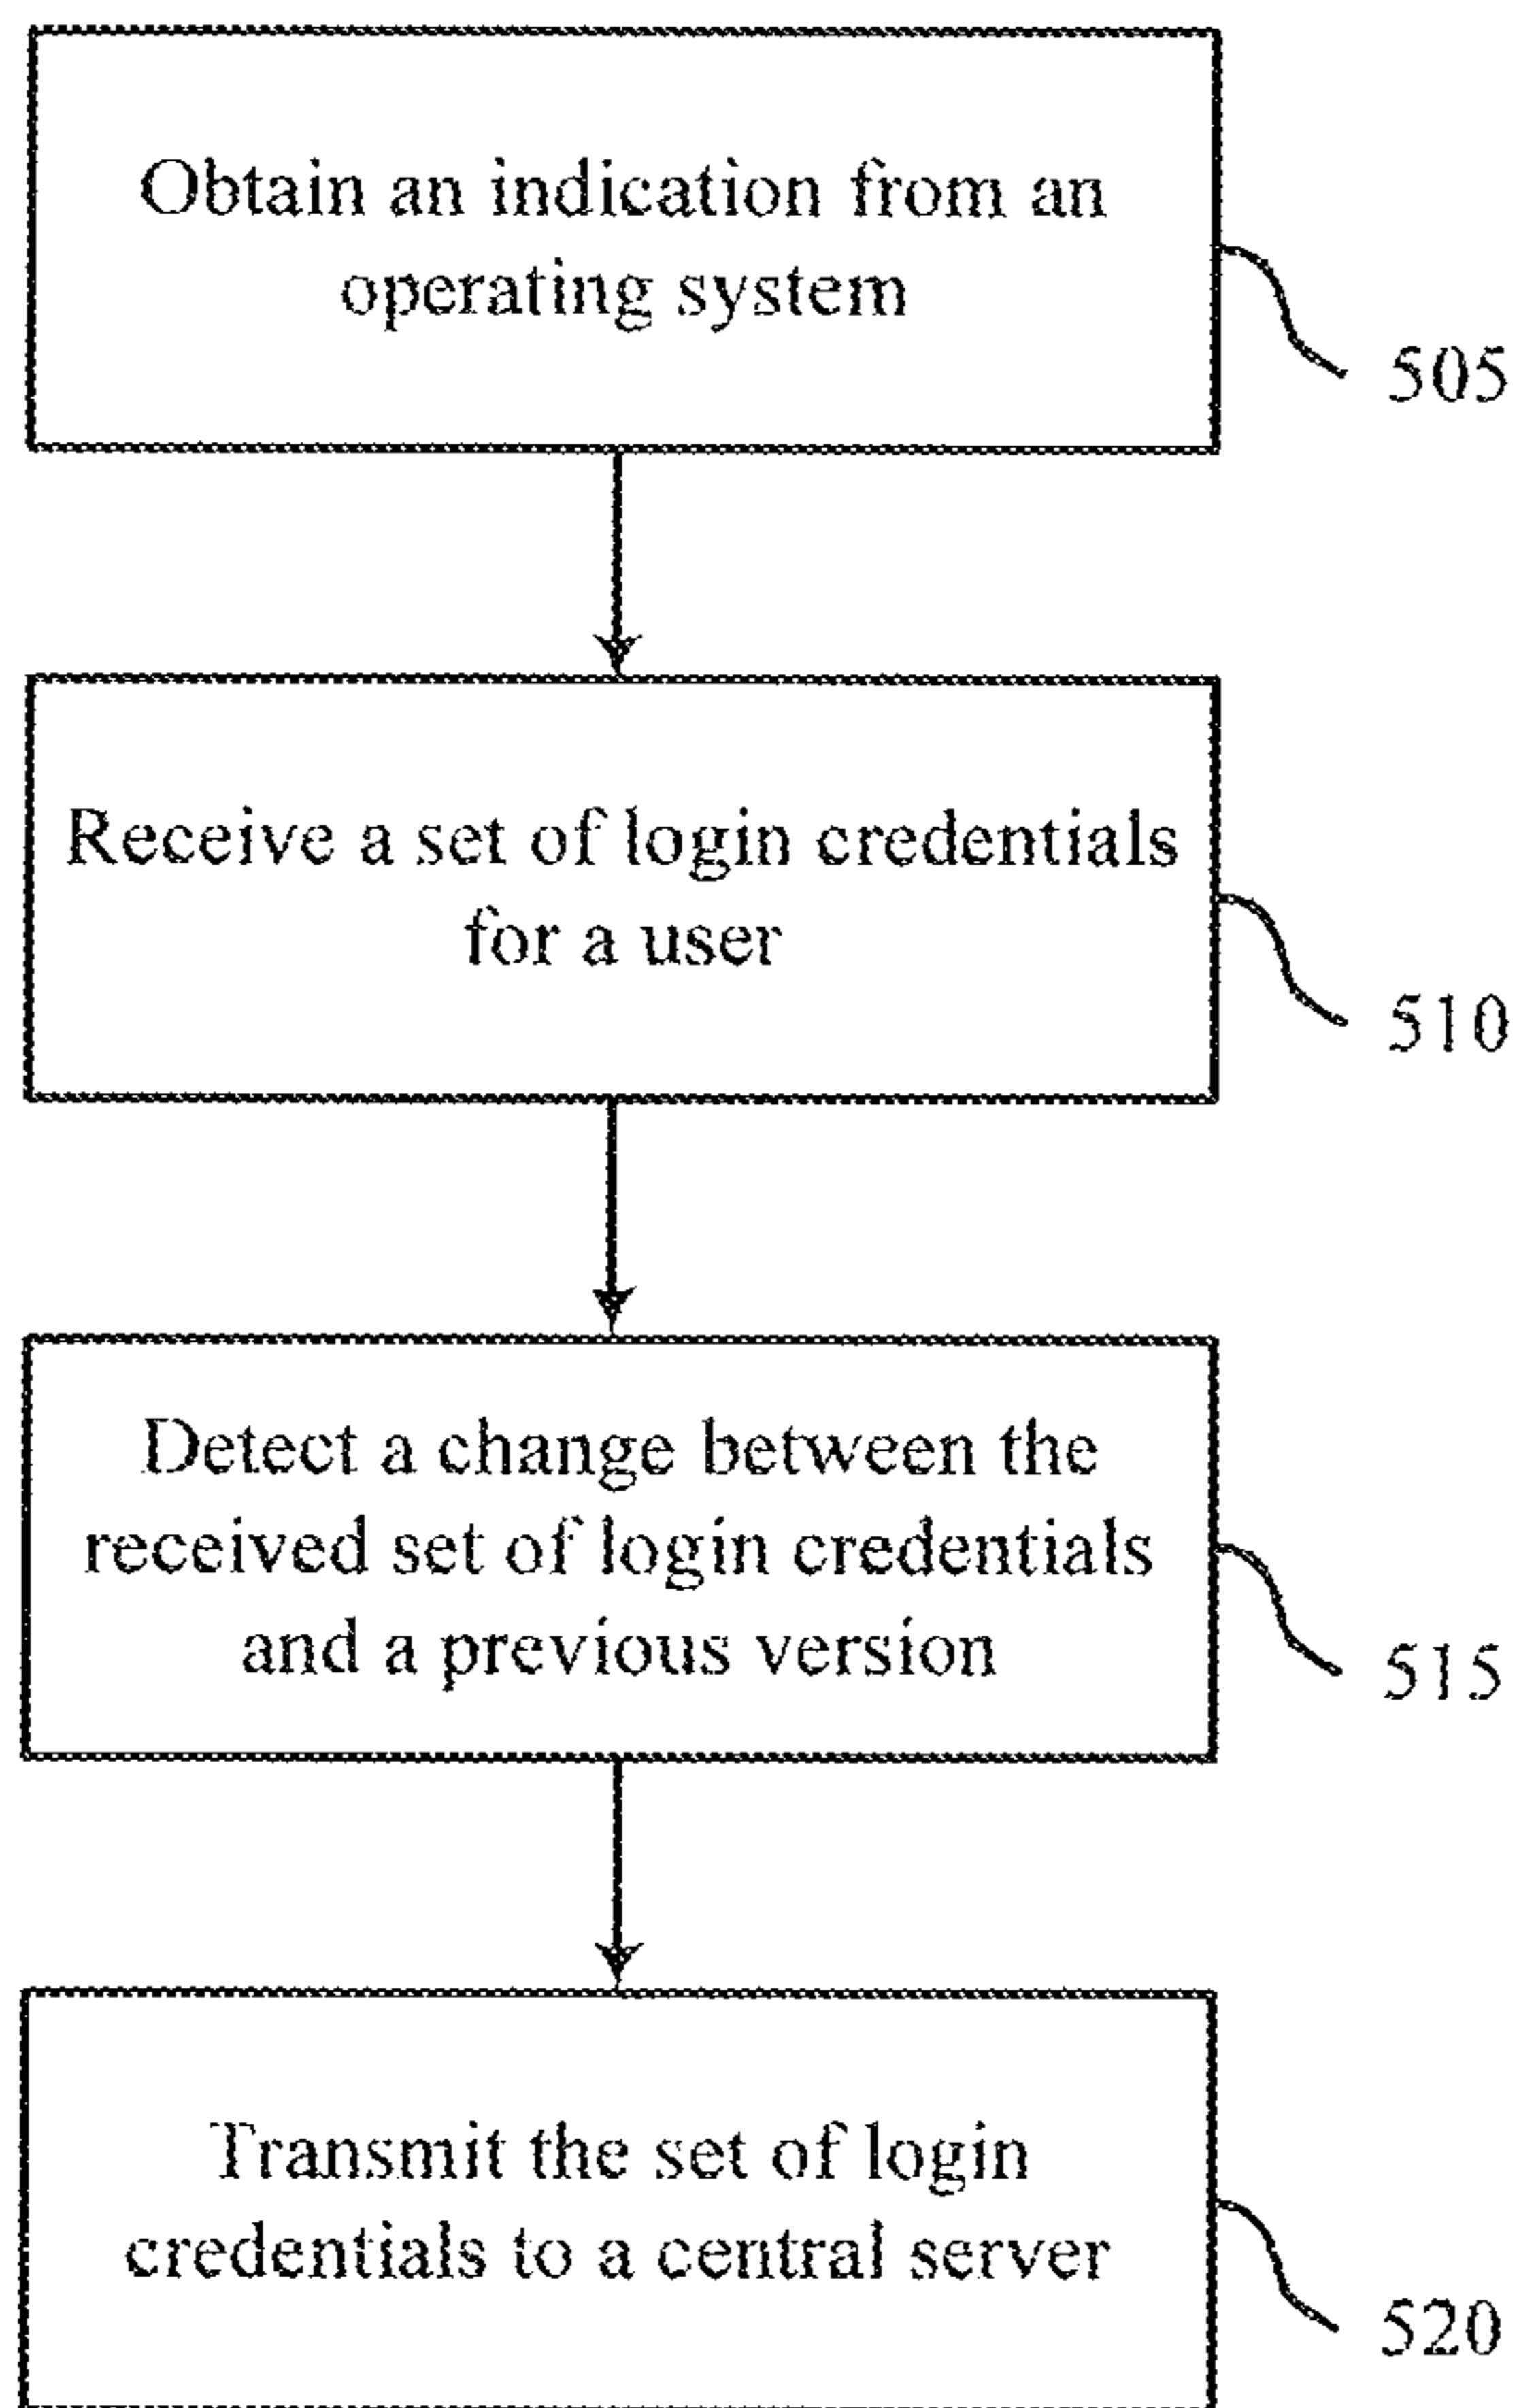 Obtain an indication from an
operating system
505
Receive a set of login credentials
for a user
510
Detect a change between the
received set of login credentials
and a previous version
515
Transmit the set of login
credentials to a central server
520